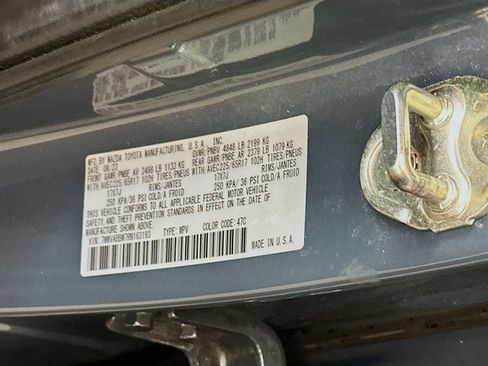 MFD. BY MAZDA TOYOTA MANUFACTURING, U.S.A., INC.
DATE 06/23 GVWR/PNBV 4848 LB 2199 KG
FRONT GAWR/PNBE AV 2498 LB 1133 KG REAR GAWR/PNBE AR 2379 LB 1079 KG
WITH/AVEC225/65R17 102H TIRES/PNEUS WITH/AVEC225/65R17 102H TIRES/PNEUS
17X7J RIMS/JANTES 17X7J RIMS/JANTES
250 KPA/36 PSI COLD/A FROID 250 KPA/36 PSI COLD/A FROID
THIS VEHICLE CONFORMS TO ALL APPLICABLE FEDERAL MOTOR VEHICLE
SAFETY, AND THEFT PREVENTION STANDARDS IN EFFECT ON THE DATE OF
MANUFACTURE SHOWN ABOVE.
VIN: TYPE: MPV COLOR CODE: 47C
MADE IN U.S.A.